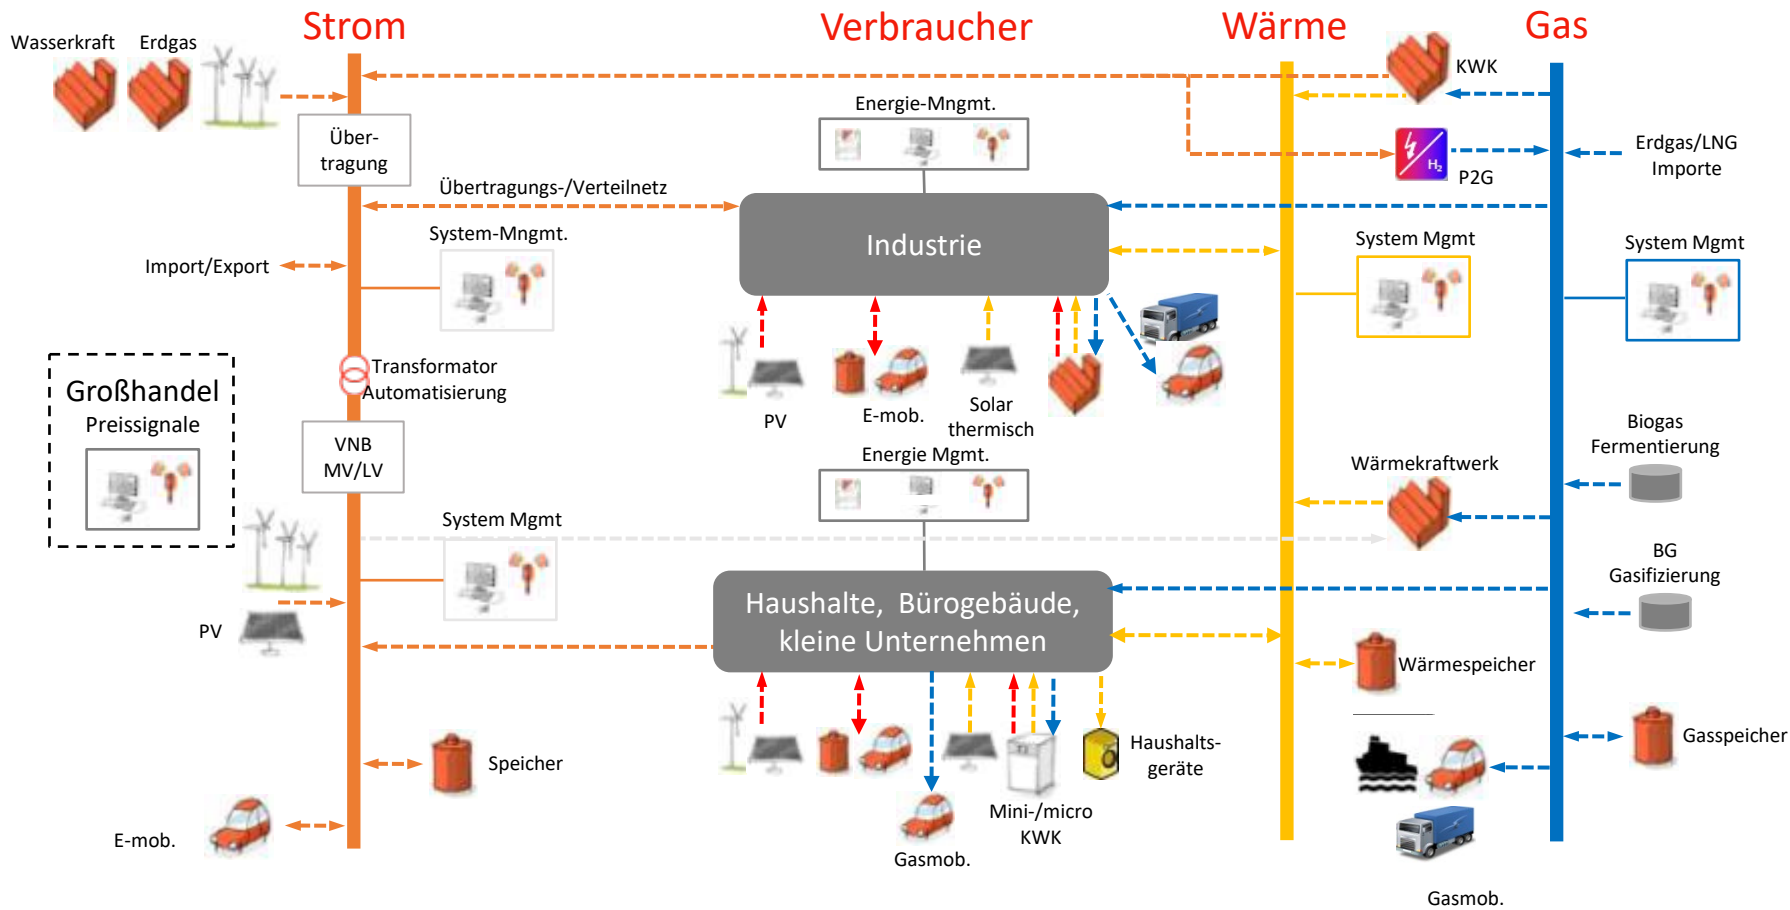 Strom
Verbraucher
Wärme
Gas
Wasserkraft
Erdgas
KWK
Über-
tragung
Energie-Mngmt.
H₂
P2G
Erdgas/LNG
Importe
Übertragungs-/Verteilnetz
Industrie
System-Mngmt.
Import/Export
System Mgmt
System Mgmt
Transformator
Automatisierung
Großhandel
Preissignale
PV
E-mob.
Solar
thermisch
VNB
MV/LV
Energie Mgmt.
Wärmekraftwerk
Biogas
Fermentierung
System Mgmt
BG
Gasifizierung
PV
Haushalte, Bürogebäude,
kleine Unternehmen
Wärmespeicher
Speicher
Haushalts-
geräte
Gasspeicher
Mini-/micro
KWK
E-mob.
Gasmob.
Gasmob.